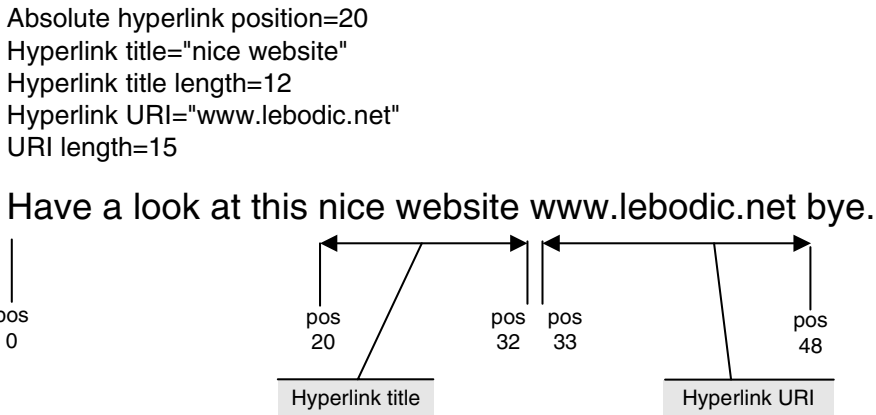 Absolute hyperlink position=20
Hyperlink title="nice website"
Hyperlink title length=12
Hyperlink URI="www.lebodic.net"
URI length=15
Have a look at this nice website www.lebodic.net bye.
pos pos pos pos pos
0 20 32 33 48
Hyperlink title Hyperlink URI